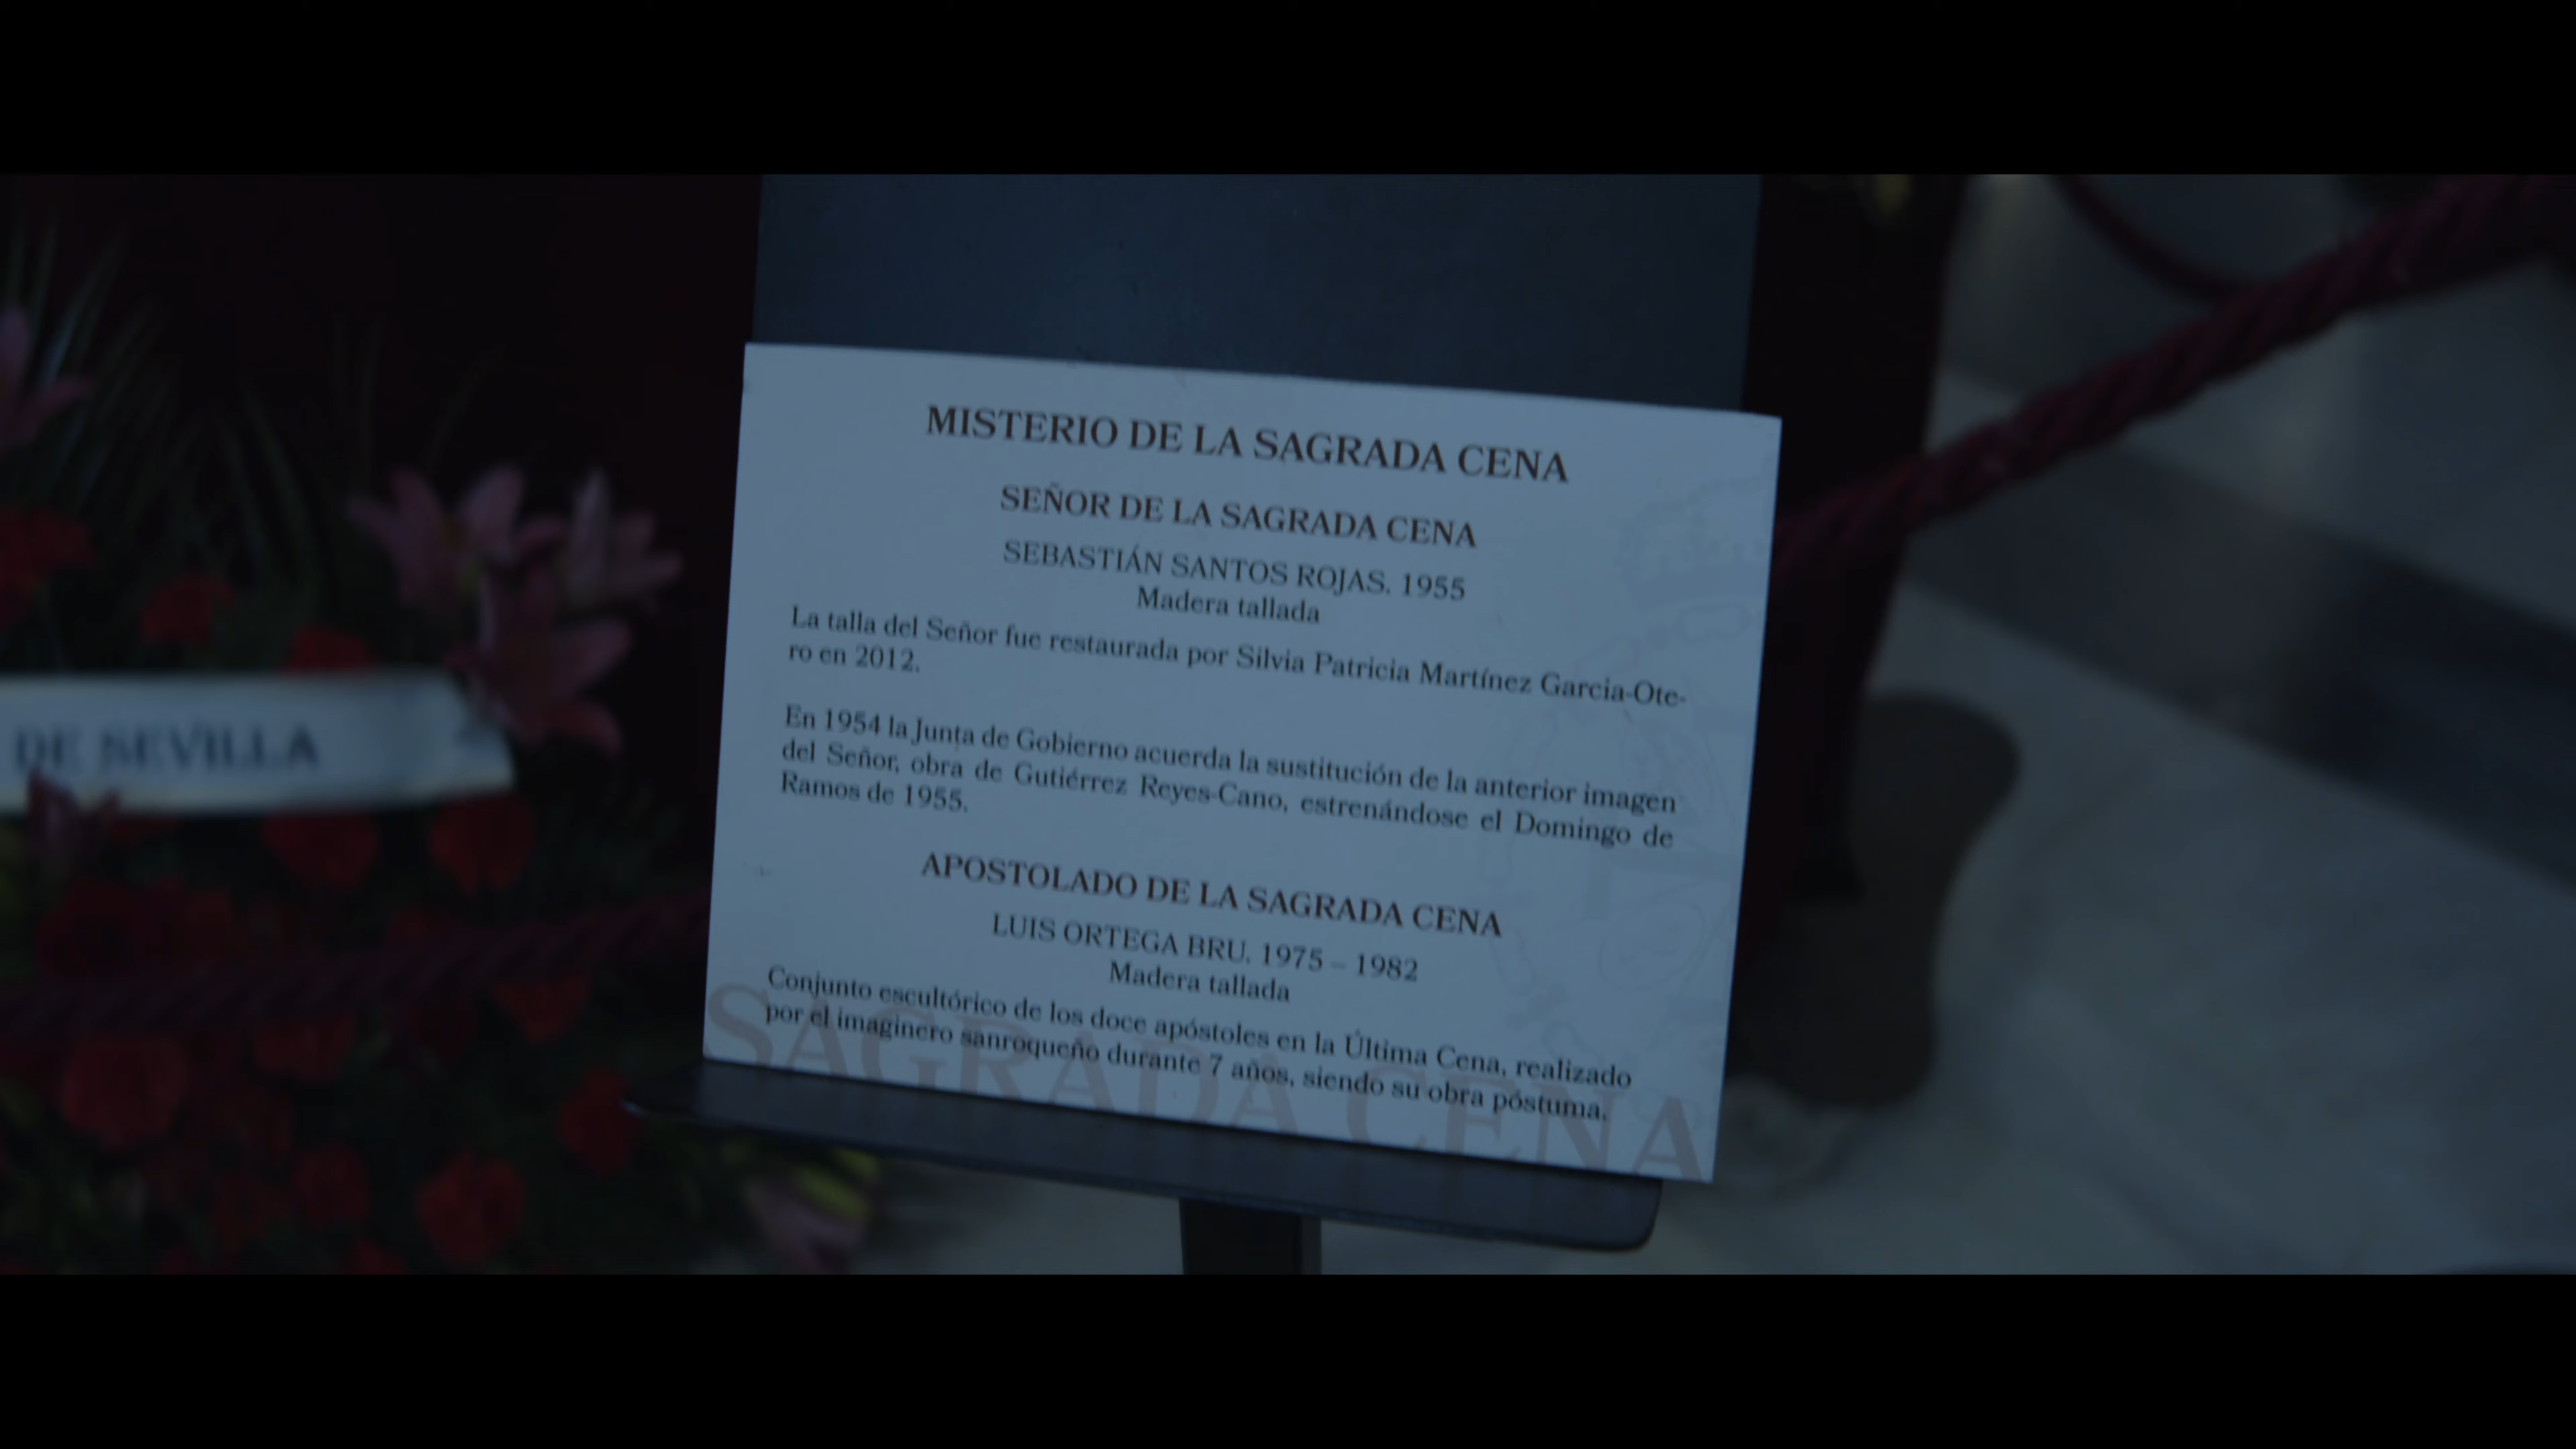 MISTERIO DE LA SAGRADA CENA
SEÑOR DE LA SAGRADA CENA
SEBASTIÁN SANTOS ROJAS. 1955
Madera tallada
La talla del Señor fue restaurada por Silvia Patricia Martínez Garcia-Ote-
ro en 2012.
En 1954 la Junta de Gobierno acuerda la sustitución de la anterior imagen
del Señor, obra de Gutiérrez Reyes-Cano, estrenándose el Domingo de
Ramos de 1955.
APOSTOLADO DE LA SAGRADA CENA
LUIS ORTEGA BRU. 1975 – 1982
Madera tallada
Conjunto escultórico de los doce apóstoles en la Última Cena, realizado
por el imaginero sanroqueño durante 7 años, siendo su obra póstuma.
SAGRADA CENA
DE SEVILLA